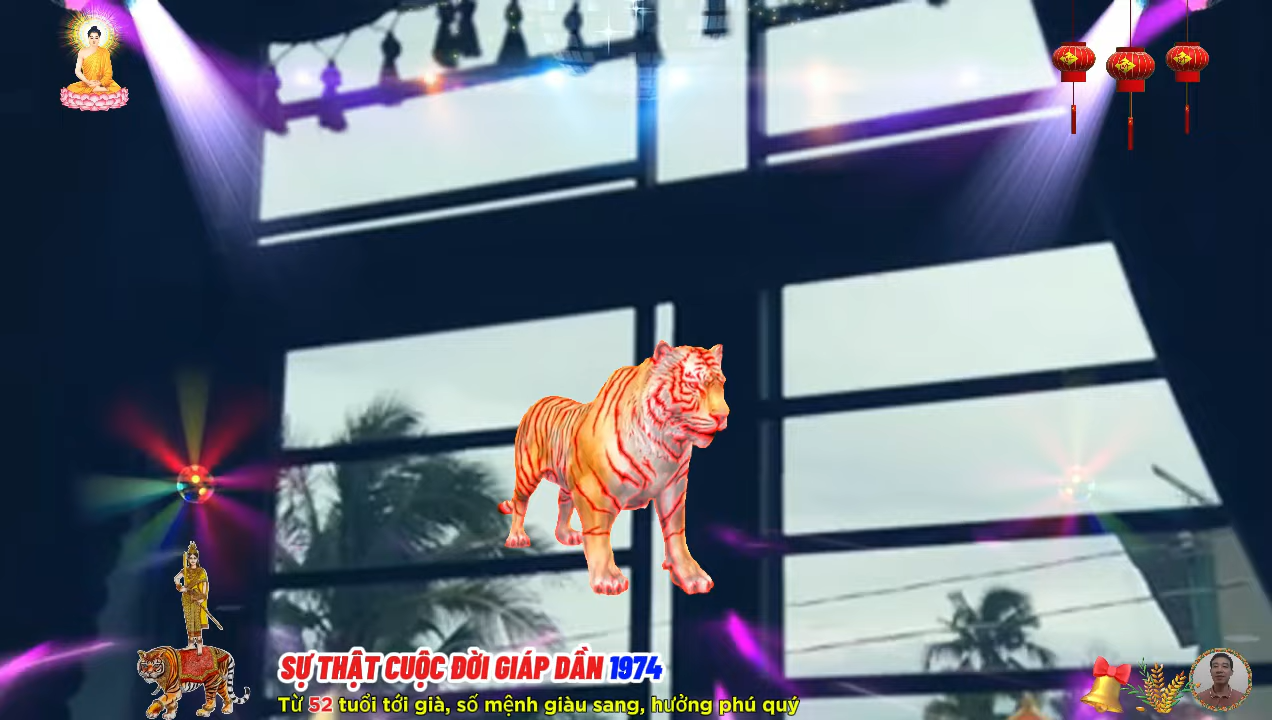 SỰ THẬT CUỘC ĐỜI GIÁP DẦN 1974
Từ 52 tuổi tới già, số mệnh giàu sang, hưởng phú quý